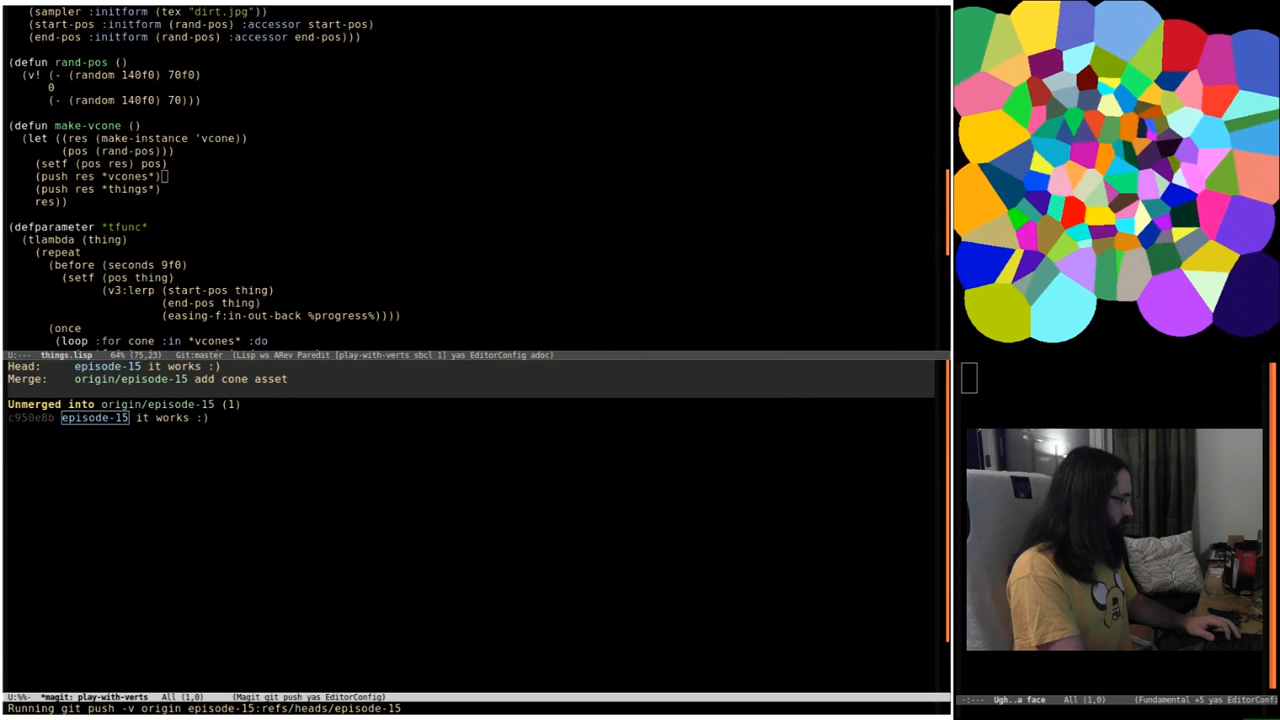 (sampler :initform (tex "dirt.jpg"))
(start-pos :initform (rand-pos) :accessor start-pos)
(end-pos :initform (rand-pos) :accessor end-pos)))
(defun rand-pos ()
(v! (- (random 140f0) 70f0)
0
(- (random 140f0) 70)))
(defun make-vcone ()
(let ((res (make-instance 'vcone))
(pos (rand-pos)))
(setf (pos res) pos)
(push res *vcones*)
(push res *things*)
res))
(defparameter *tfunc*
(tlambda (thing)
(repeat
(before (seconds 9f0)
(setf (pos thing)
(v3:lerp (start-pos thing)
(end-pos thing)
(easing-f:in-out-back %progress%))))
(once
(loop :for cone :in *vcones* :do
U:--- things.lisp 64% (75,23) Git:master (Lisp ws ARev Paredit [play-with-verts sbcl 1] yas EditorConfig adoc)
Head: episode-15 it works :)
Merge: origin/episode-15 add cone asset
Unmerged into origin/episode-15 (1)
c950e8b episode-15 it works :)
U:%%- *magit: play-with-verts All (1,0) (Magit git push yas EditorConfig)
Running git push -v origin episode-15:refs/heads/episode-15
-:--- Ugh..a face All (1,0) (Fundamental +5 yas EditorConf